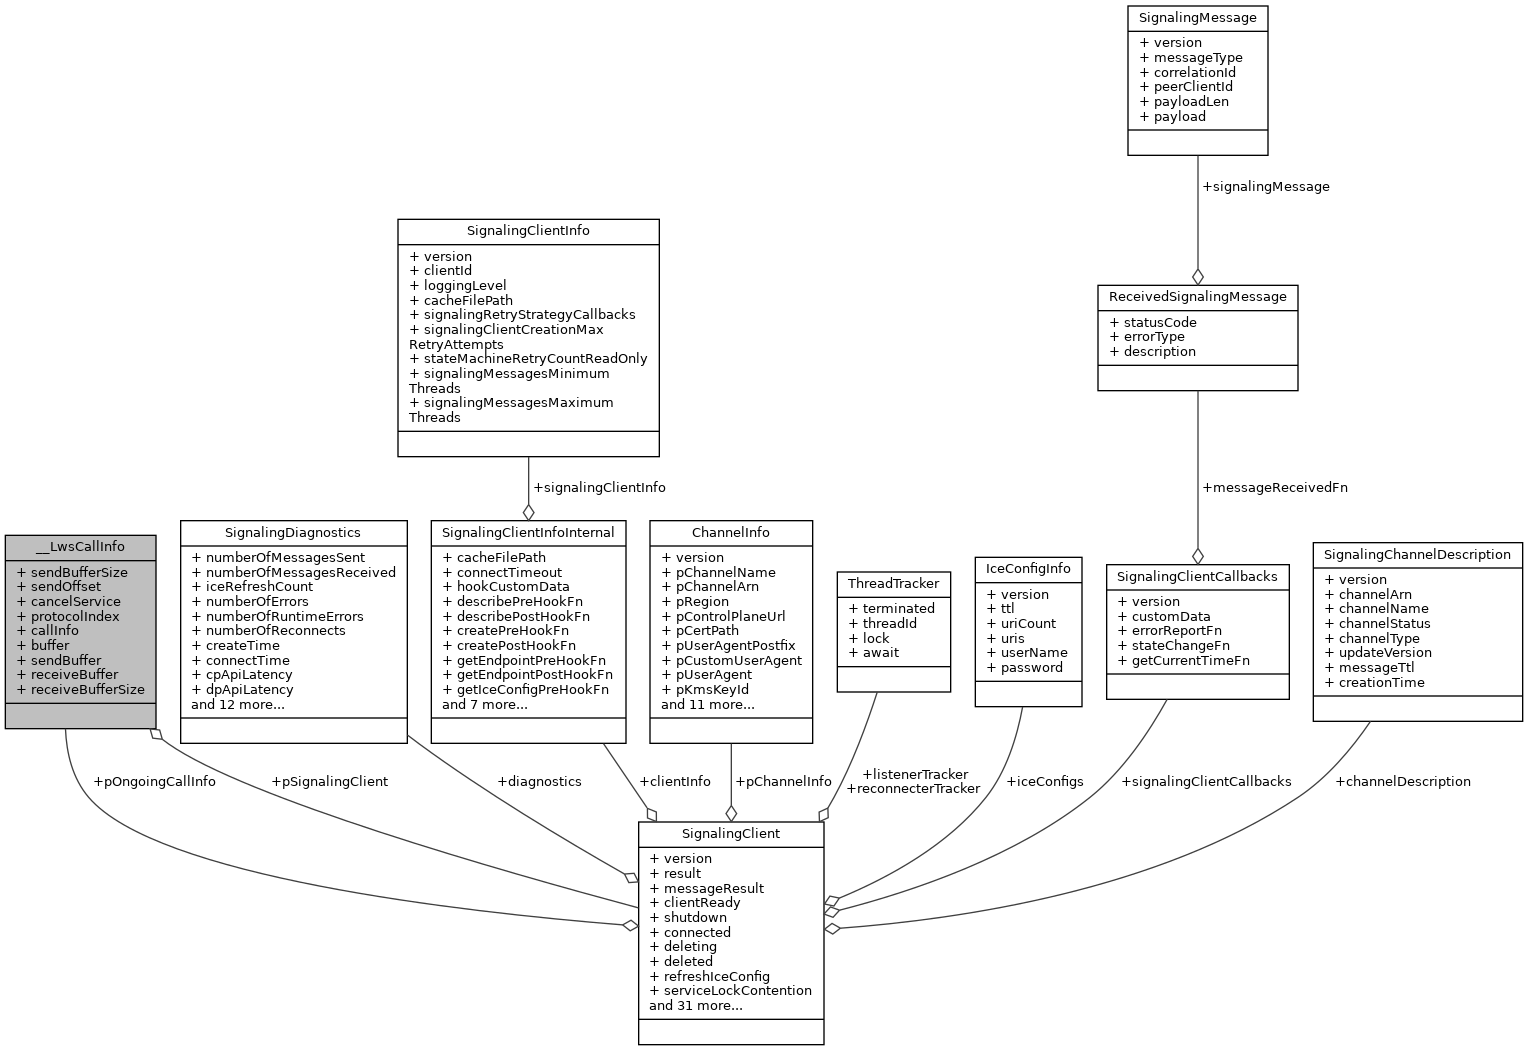 SignalingMessage
+ version
+ messageType
+ correlationId
+ peerClientId
+ payloadLen
+ payload
+signalingMessage
SignalingClientInfo
+ version
+ clientId
+ loggingLevel
+ cacheFilePath
+ signalingRetryStrategyCallbacks
+ signalingClientCreationMax
RetryAttempts
+ stateMachineRetryCountReadOnly
+ signalingMessagesMinimum
Threads
+ signalingMessagesMaximum
Threads
ReceivedSignalingMessage
+ statusCode
+ errorType
+ description
+signalingClientInfo
+messageReceivedFn
__LwsCallInfo
+ sendBufferSize
+ sendOffset
+ cancelService
+ protocolIndex
+ callInfo
+ buffer
+ sendBuffer
+ receiveBuffer
+ receiveBufferSize
SignalingDiagnostics
+ numberOfMessagesSent
+ numberOfMessagesReceived
+ iceRefreshCount
+ numberOfErrors
+ numberOfRuntimeErrors
+ numberOfReconnects
+ createTime
+ connectTime
+ cpApiLatency
+ dpApiLatency
and 12 more...
SignalingClientInfoInternal
+ cacheFilePath
+ connectTimeout
+ hookCustomData
+ describePreHookFn
+ describePostHookFn
+ createPreHookFn
+ createPostHookFn
+ getEndpointPreHookFn
+ getEndpointPostHookFn
+ getIceConfigPreHookFn
and 7 more...
ChannelInfo
+ version
+ pChannelName
+ pChannelArn
+ pRegion
+ pControlPlaneUrl
+ pCertPath
+ pUserAgentPostfix
+ pCustomUserAgent
+ pUserAgent
+ pKmsKeyId
and 11 more...
ThreadTracker
+ terminated
+ threadId
+ lock
+ await
IceConfigInfo
+ version
+ ttl
+ uriCount
+ uris
+ userName
+ password
SignalingClientCallbacks
+ version
+ customData
+ errorReportFn
+ stateChangeFn
+ getCurrentTimeFn
SignalingChannelDescription
+ version
+ channelArn
+ channelName
+ channelStatus
+ channelType
+ updateVersion
+ messageTtl
+ creationTime
+pOngoingCallInfo
+pSignalingClient
+diagnostics
+clientInfo
+pChannelInfo
+listenerTracker
+reconnecterTracker
+iceConfigs
+signalingClientCallbacks
+channelDescription
SignalingClient
+ version
+ result
+ messageResult
+ clientReady
+ shutdown
+ connected
+ deleting
+ deleted
+ refreshIceConfig
+ serviceLockContention
and 31 more...